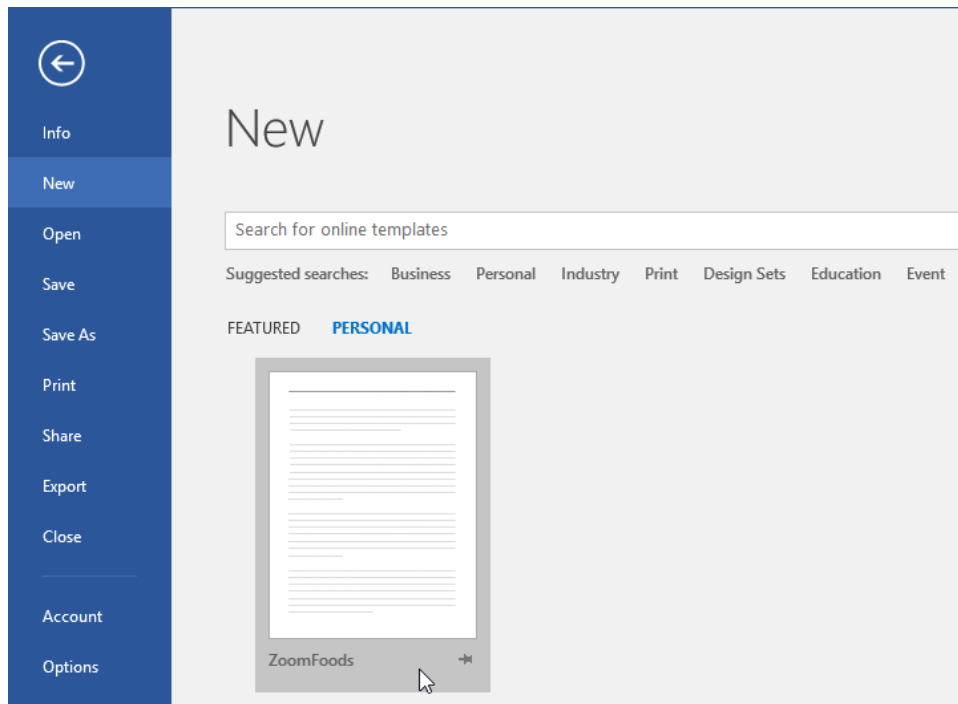 Info
New
Open
Save
Save As
Print
Share
Export
Close
Account
Options
New
Search for online templates
Suggested searches: Business Personal Industry Print Design Sets Education Event
FEATURED PERSONAL
ZoomFoods